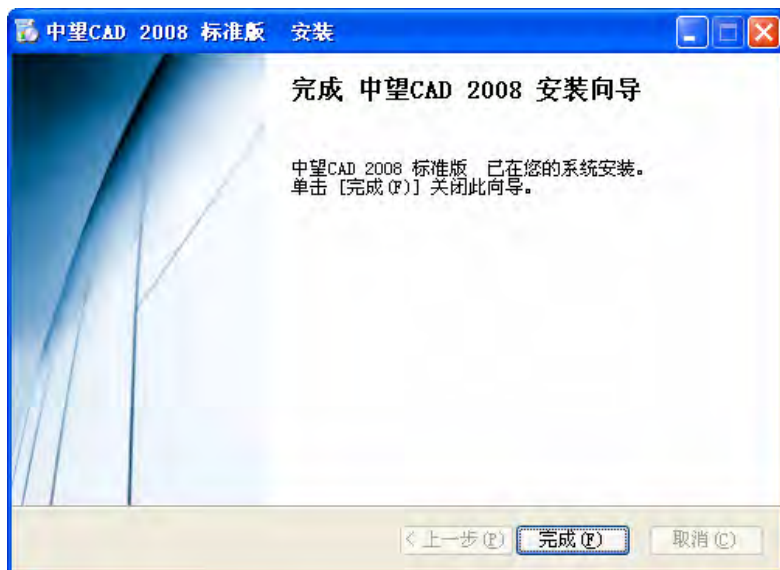 中望CAD 2008 标准版 安装
完成 中望CAD 2008 安装向导
中望CAD 2008 标准版 已在您的系统安装。
单击 [完成(F)] 关闭此向导。
< 上一步(P) 完成(F) 取消(C)